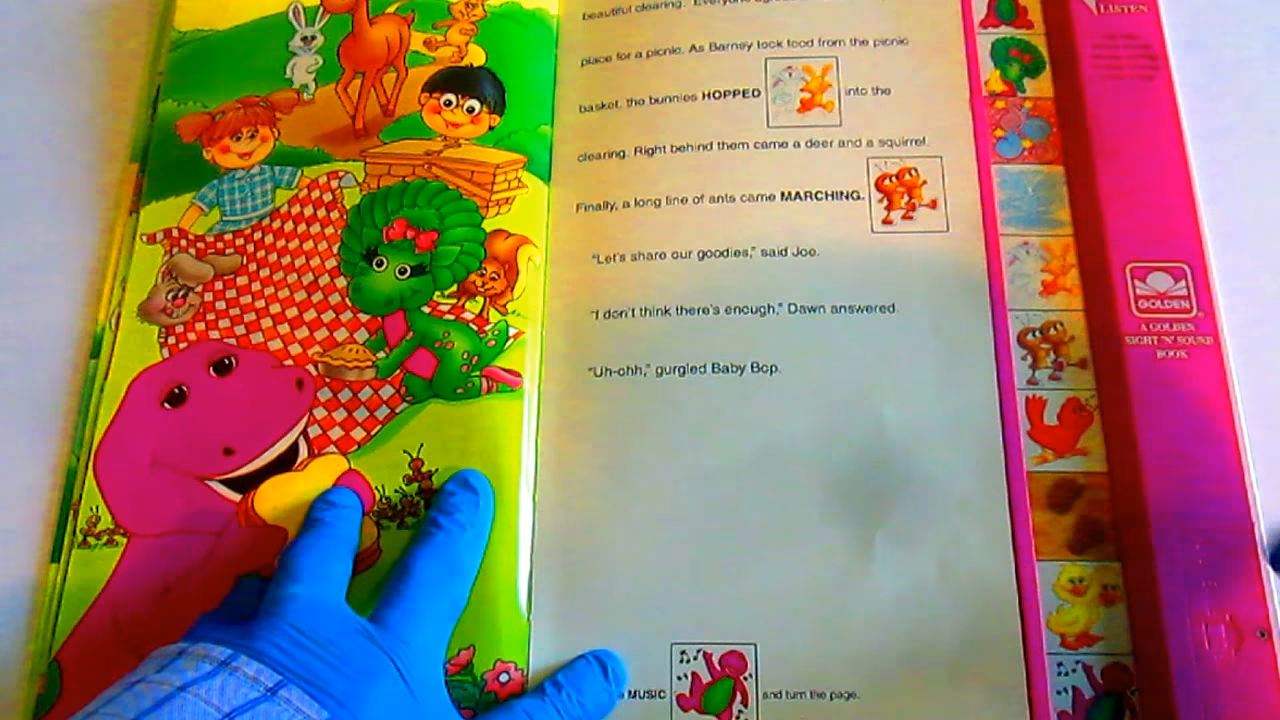 beautiful clearing. "Everyone
place for a picnic. As Barney took food from the picnic
basket, the bunnies HOPPED into the
clearing. Right behind them came a deer and a squirrel.
Finally, a long line of ants came MARCHING.
"Let's share our goodies," said Joe.
"I don't think there's enough," Dawn answered.
"Uh-ohh," gurgled Baby Bop.
MUSIC and turn the page.
LISTEN
GOLDEN
A GOLDEN
SIGHT 'N' SOUND
BOOK